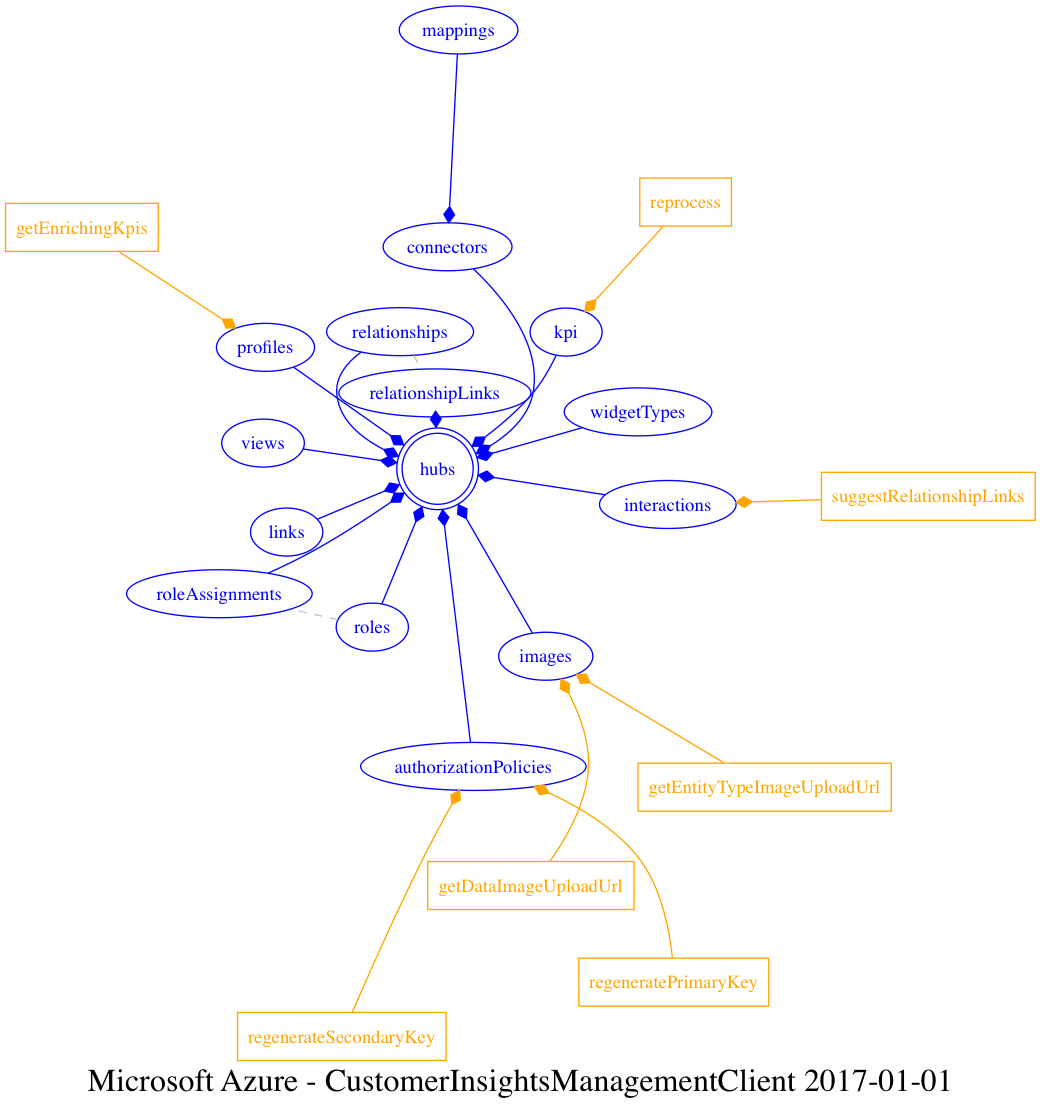 mappings
reprocess
getEnrichingKpis
connectors
relationships
kpi
profiles
relationshipLinks
widgetTypes
views
hubs
suggestRelationshipLinks
interactions
links
roleAssignments
roles
images
authorizationPolicies
getEntityTypeImageUploadUrl
getDataImageUploadUrl
regeneratePrimaryKey
regenerateSecondaryKey
Microsoft Azure - CustomerInsightsManagementClient 2017-01-01